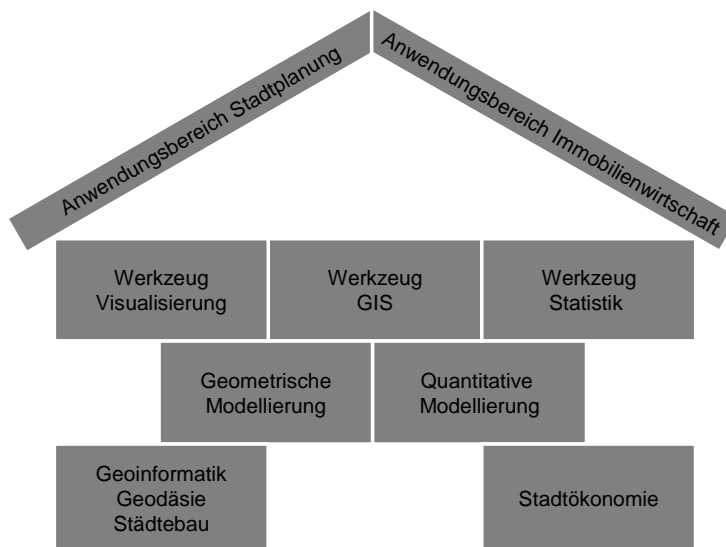 Anwendungsbereich Stadtplanung
Anwendungsbereich Immobilienwirtschaft
Werkzeug
Visualisierung
Werkzeug
GIS
Werkzeug
Statistik
Geometrische
Modellierung
Quantitative
Modellierung
Geoinformatik
Geodäsie
Städtebau
Stadtökonomie